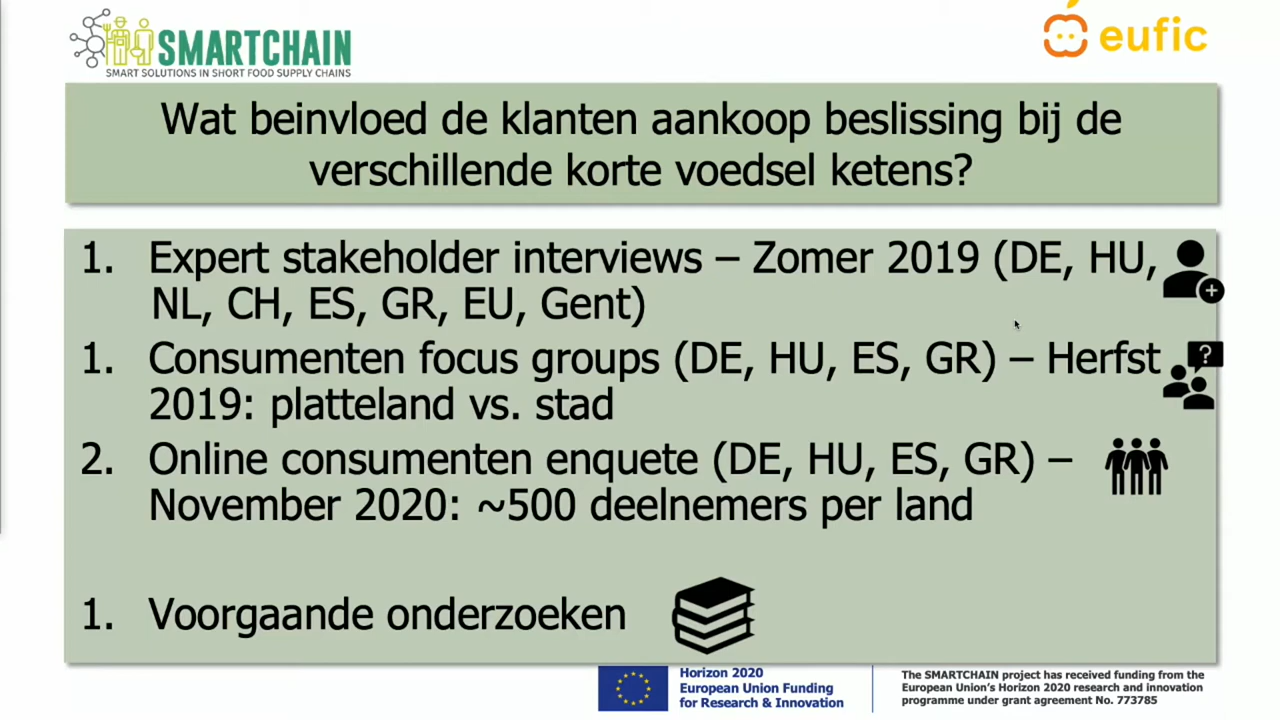 SMARTCHAIN
SMART SOLUTIONS IN SHORT FOOD SUPPLY CHAINS
eufic
Wat beinvloed de klanten aankoop beslissing bij de
verschillende korte voedsel ketens?
1. Expert stakeholder interviews – Zomer 2019 (DE, HU,
NL, CH, ES, GR, EU, Gent)
1. Consumenten focus groups (DE, HU, ES, GR) – Herfst
2019: platteland vs. stad
?
2. Online consumenten enquete (DE, HU, ES, GR) –
November 2020: ~500 deelnemers per land
1. Voorgaande onderzoeken
Horizon 2020
European Union Funding
for Research & Innovation
The SMARTCHAIN project has received funding from the
European Union's Horizon 2020 research and innovation
programme under grant agreement No. 773785